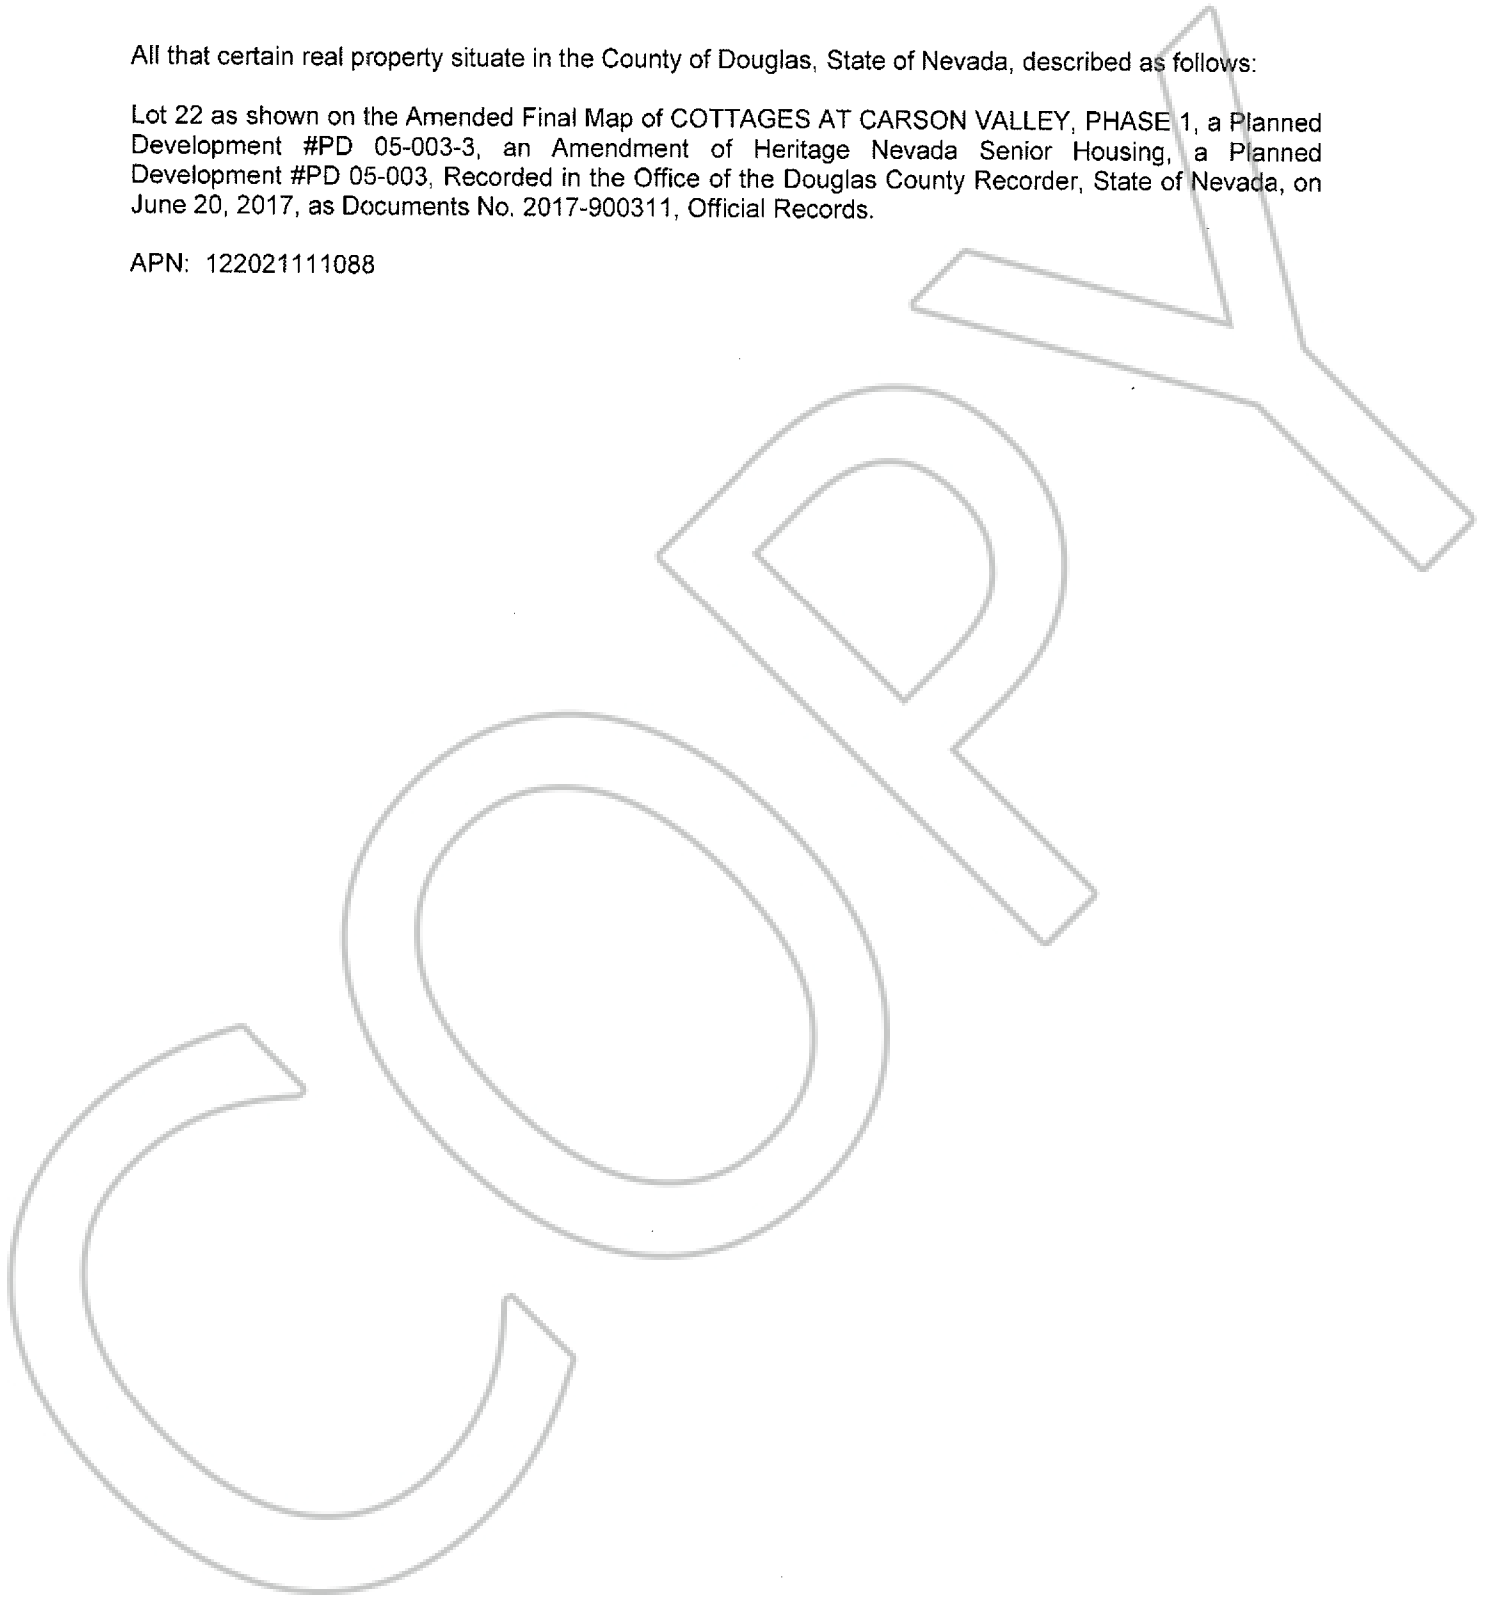 All that certain real property situate in the County of Douglas, State of Nevada, described as follows:
Lot 22 as shown on the Amended Final Map of COTTAGES AT CARSON VALLEY, PHASE 1, a Planned
Development #PD 05-003-3, an Amendment of Heritage Nevada Senior Housing, a Planned
Development #PD 05-003, Recorded in the Office of the Douglas County Recorder, State of Nevada, on
June 20, 2017, as Documents No. 2017-900311, Official Records.
APN: 122021111088
COPY